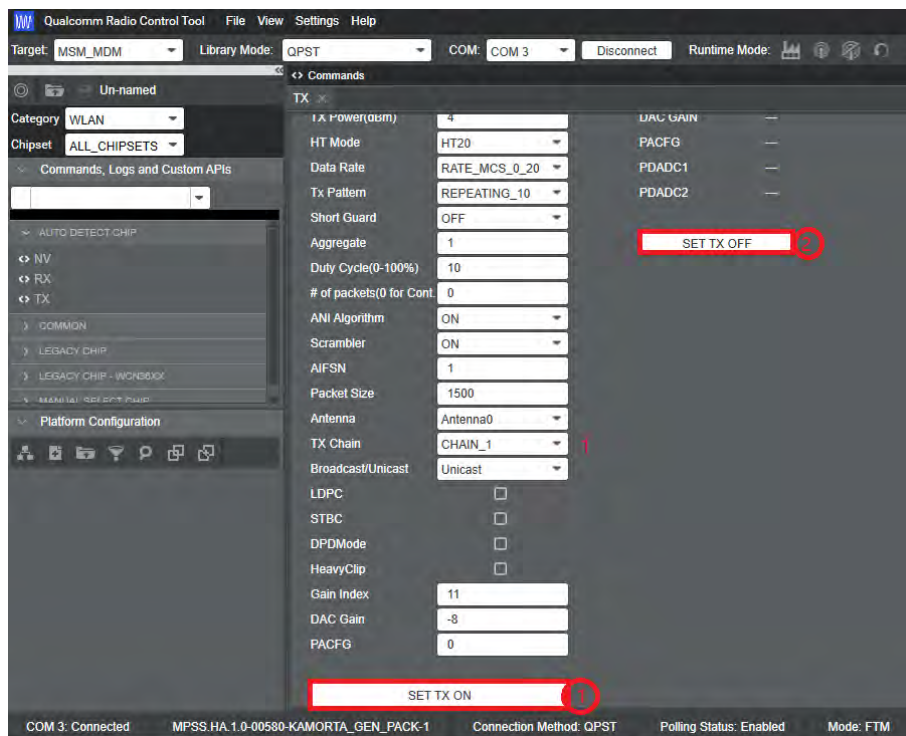 Qualcomm Radio Control Tool File View Settings Help
Target: MSM_MDM Library Mode: QPST COM: COM 3 Disconnect Runtime Mode:
Un-named
Category WLAN
Chipset ALL_CHIPSETS
Commands, Logs and Custom APIs
AUTO DETECT CHIP
<> NV
<> RX
<> TX
COMMON
LEGACY CHIP
LEGACY CHIP - WCN36XX
MANUAL SELECT CHIP
Platform Configuration
<> Commands
TX ×
TX Power(dBm) 4 DAC GAIN —
HT Mode HT20 PACFG —
Data Rate RATE_MCS_0_20 PDADC1 —
Tx Pattern REPEATING_10 PDADC2 —
Short Guard OFF
Aggregate 1 SET TX OFF 2
Duty Cycle(0-100%) 10
# of packets(0 for Cont. 0
ANI Algorithm ON
Scrambler ON
AIFSN 1
Packet Size 1500
Antenna Antenna0
TX Chain CHAIN_1 1
Broadcast/Unicast Unicast
LDPC
STBC
DPDMode
HeavyClip
Gain Index 11
DAC Gain -8
PACFG 0
SET TX ON 1
COM 3: Connected MPSS.HA.1.0-00580-KAMORTA_GEN_PACK-1 Connection Method: QPST Polling Status: Enabled Mode: FTM